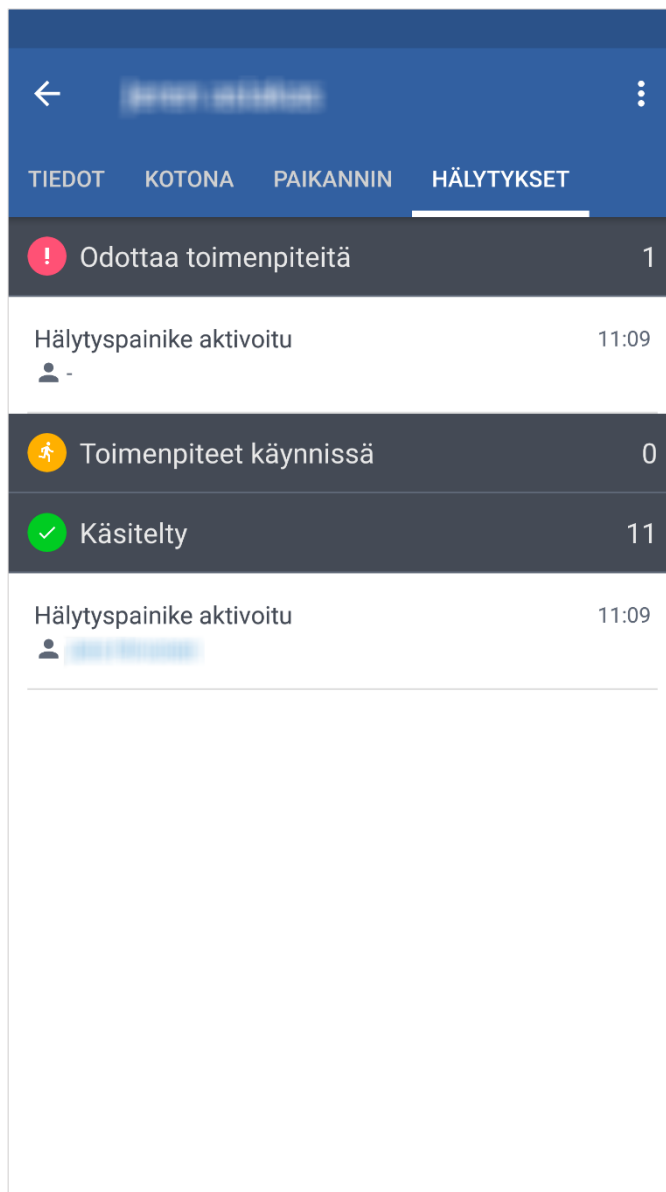 TIEDOT KOTONA PAIKANNIN HÄLYTYKSET
Odottaa toimenpiteitä 1
Hälytyspainike aktivoitu 11:09
-
Toimenpiteet käynnissä 0
Käsitelty 11
Hälytyspainike aktivoitu 11:09